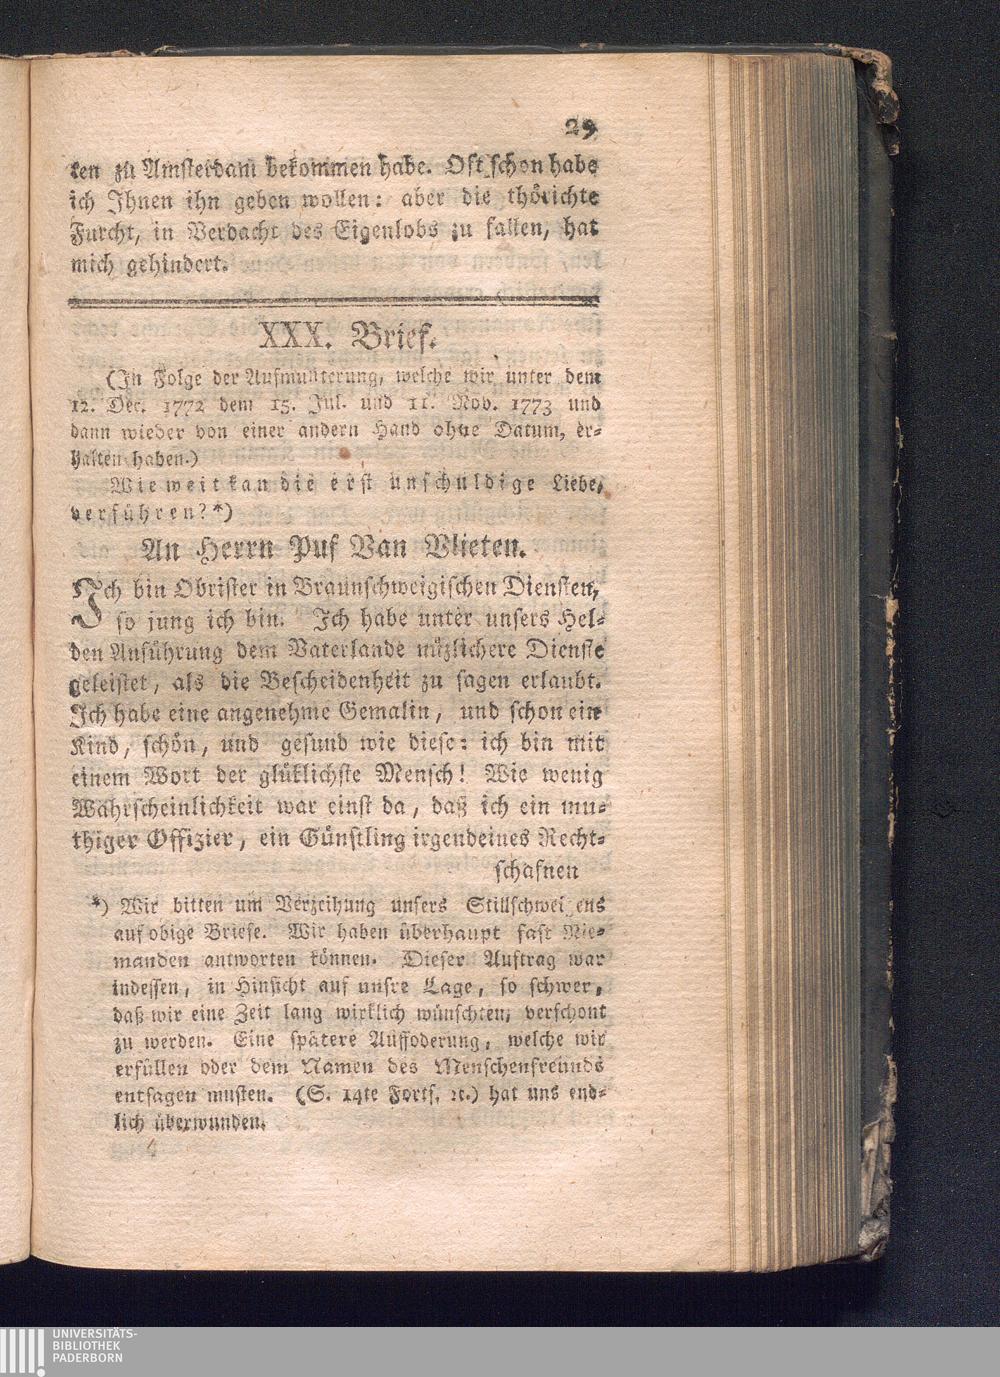 29
ten zu Amsterdam bekommen habe. Oft schon habe
ich Ihnen ihn geben wollen: aber die thörichte
Furcht, in Verdacht des Eigenlobs zu fallen, hat
mich gehindert.
XXX. Brief.
(In Folge der Aufmunterung, welche wir unter dem
12. Dec. 1772 dem 15. Jul. und 11. Nov. 1773 und
dann wieder von einer andern Hand ohne Datum, er=
halten haben.)
Wie weit kan die erst unschuldige Liebe,
verführen? *)
An Herrn Puf Van Vlieten.
Ich bin Obrister in Braunschweigischen Diensten,
so jung ich bin. Ich habe unter unsers Hel=
den Anführung dem Vaterlande nüzlichere Dienste
geleistet, als die Bescheidenheit zu sagen erlaubt.
Ich habe eine angenehme Gemalin, und schon ein
Kind, schön, und gesund wie diese: ich bin mit
einem Wort der glüklichste Mensch! Wie wenig
Wahrscheinlichkeit war einst da, daß ich ein mu=
thiger Offizier, ein Günstling irgendeines Recht=
schafnen
*) Wir bitten um Verzeihung unsers Stillschweigens
auf obige Briefe. Wir haben überhaupt fast Nie=
manden antworten können. Dieser Auftrag war
indessen, in Hinsicht auf unsre Lage, so schwer,
daß wir eine Zeit lang wirklich wünschten, verschont
zu werden. Eine spätere Auffoderung, welche wir
erfüllen oder dem Namen des Menschenfreunds
entsagen musten. (S. 14te Forts. ꝛc.) hat uns end=
lich überwunden.
UNIVERSITÄTS-
BIBLIOTHEK
PADERBORN